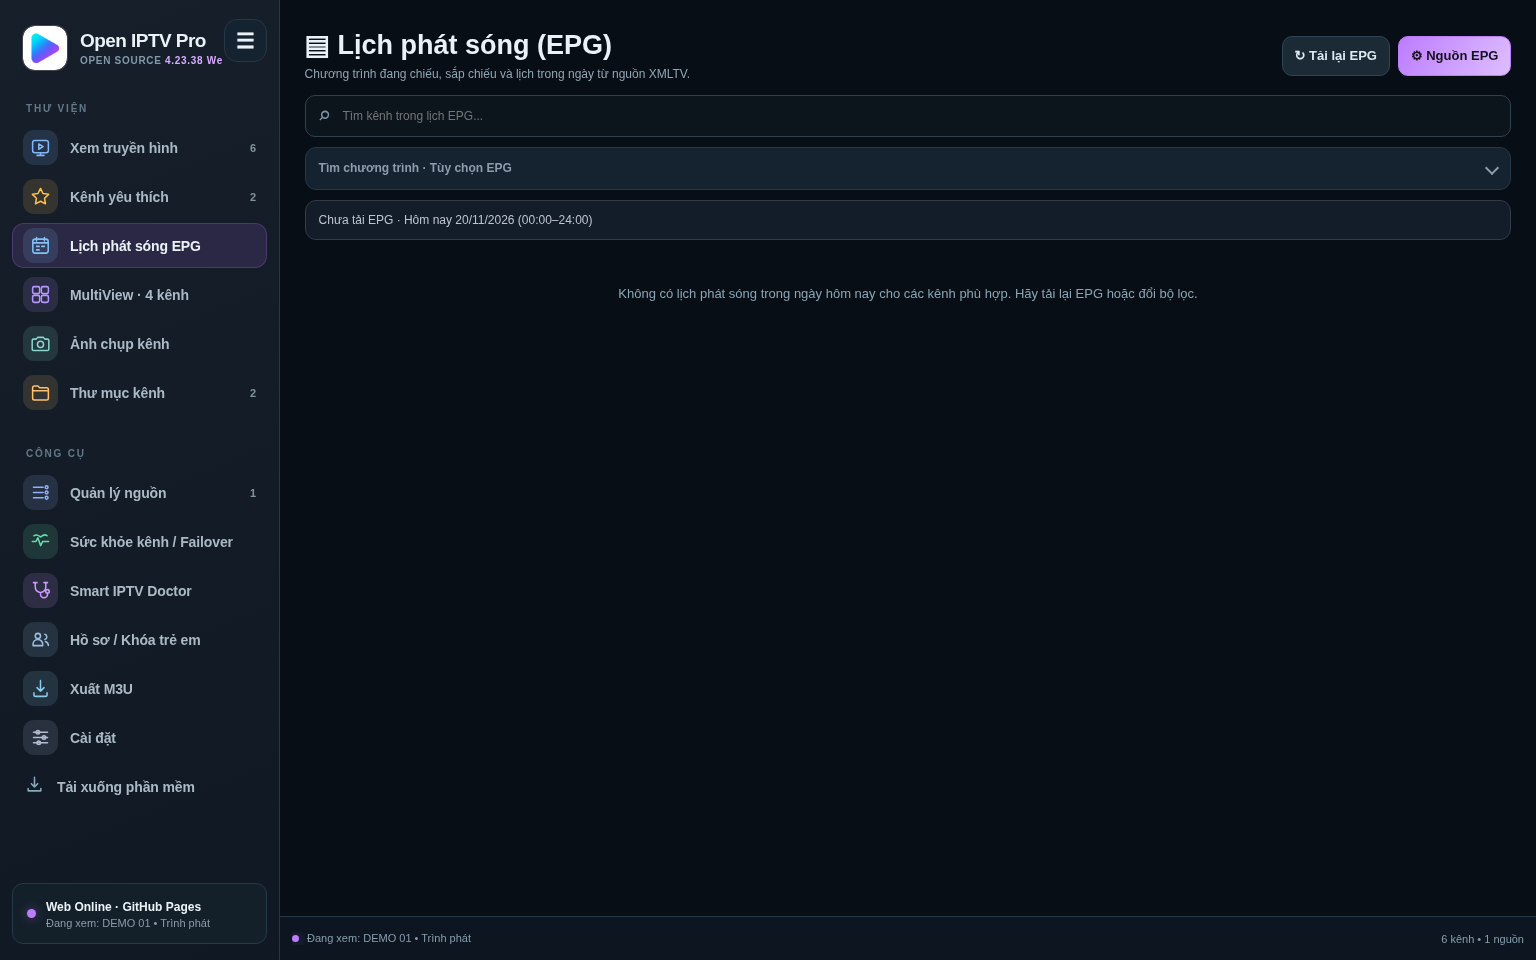 Open IPTV Pro
OPEN SOURCE 4.23.38 We
THƯ VIỆN
Xem truyền hình 6
Kênh yêu thích 2
Lịch phát sóng EPG
MultiView · 4 kênh
Ảnh chụp kênh
Thư mục kênh 2
CÔNG CỤ
Quản lý nguồn 1
Sức khỏe kênh / Failover
Smart IPTV Doctor
Hồ sơ / Khóa trẻ em
Xuất M3U
Cài đặt
Tải xuống phần mềm
Web Online · GitHub Pages
Đang xem: DEMO 01 • Trình phát
▤ Lịch phát sóng (EPG)
Chương trình đang chiếu, sắp chiếu và lịch trong ngày từ nguồn XMLTV.
↻ Tải lại EPG
⚙ Nguồn EPG
Tìm kênh trong lịch EPG...
Tìm chương trình · Tùy chọn EPG
Chưa tải EPG · Hôm nay 20/11/2026 (00:00–24:00)
Không có lịch phát sóng trong ngày hôm nay cho các kênh phù hợp. Hãy tải lại EPG hoặc đổi bộ lọc.
Đang xem: DEMO 01 • Trình phát
6 kênh • 1 nguồn